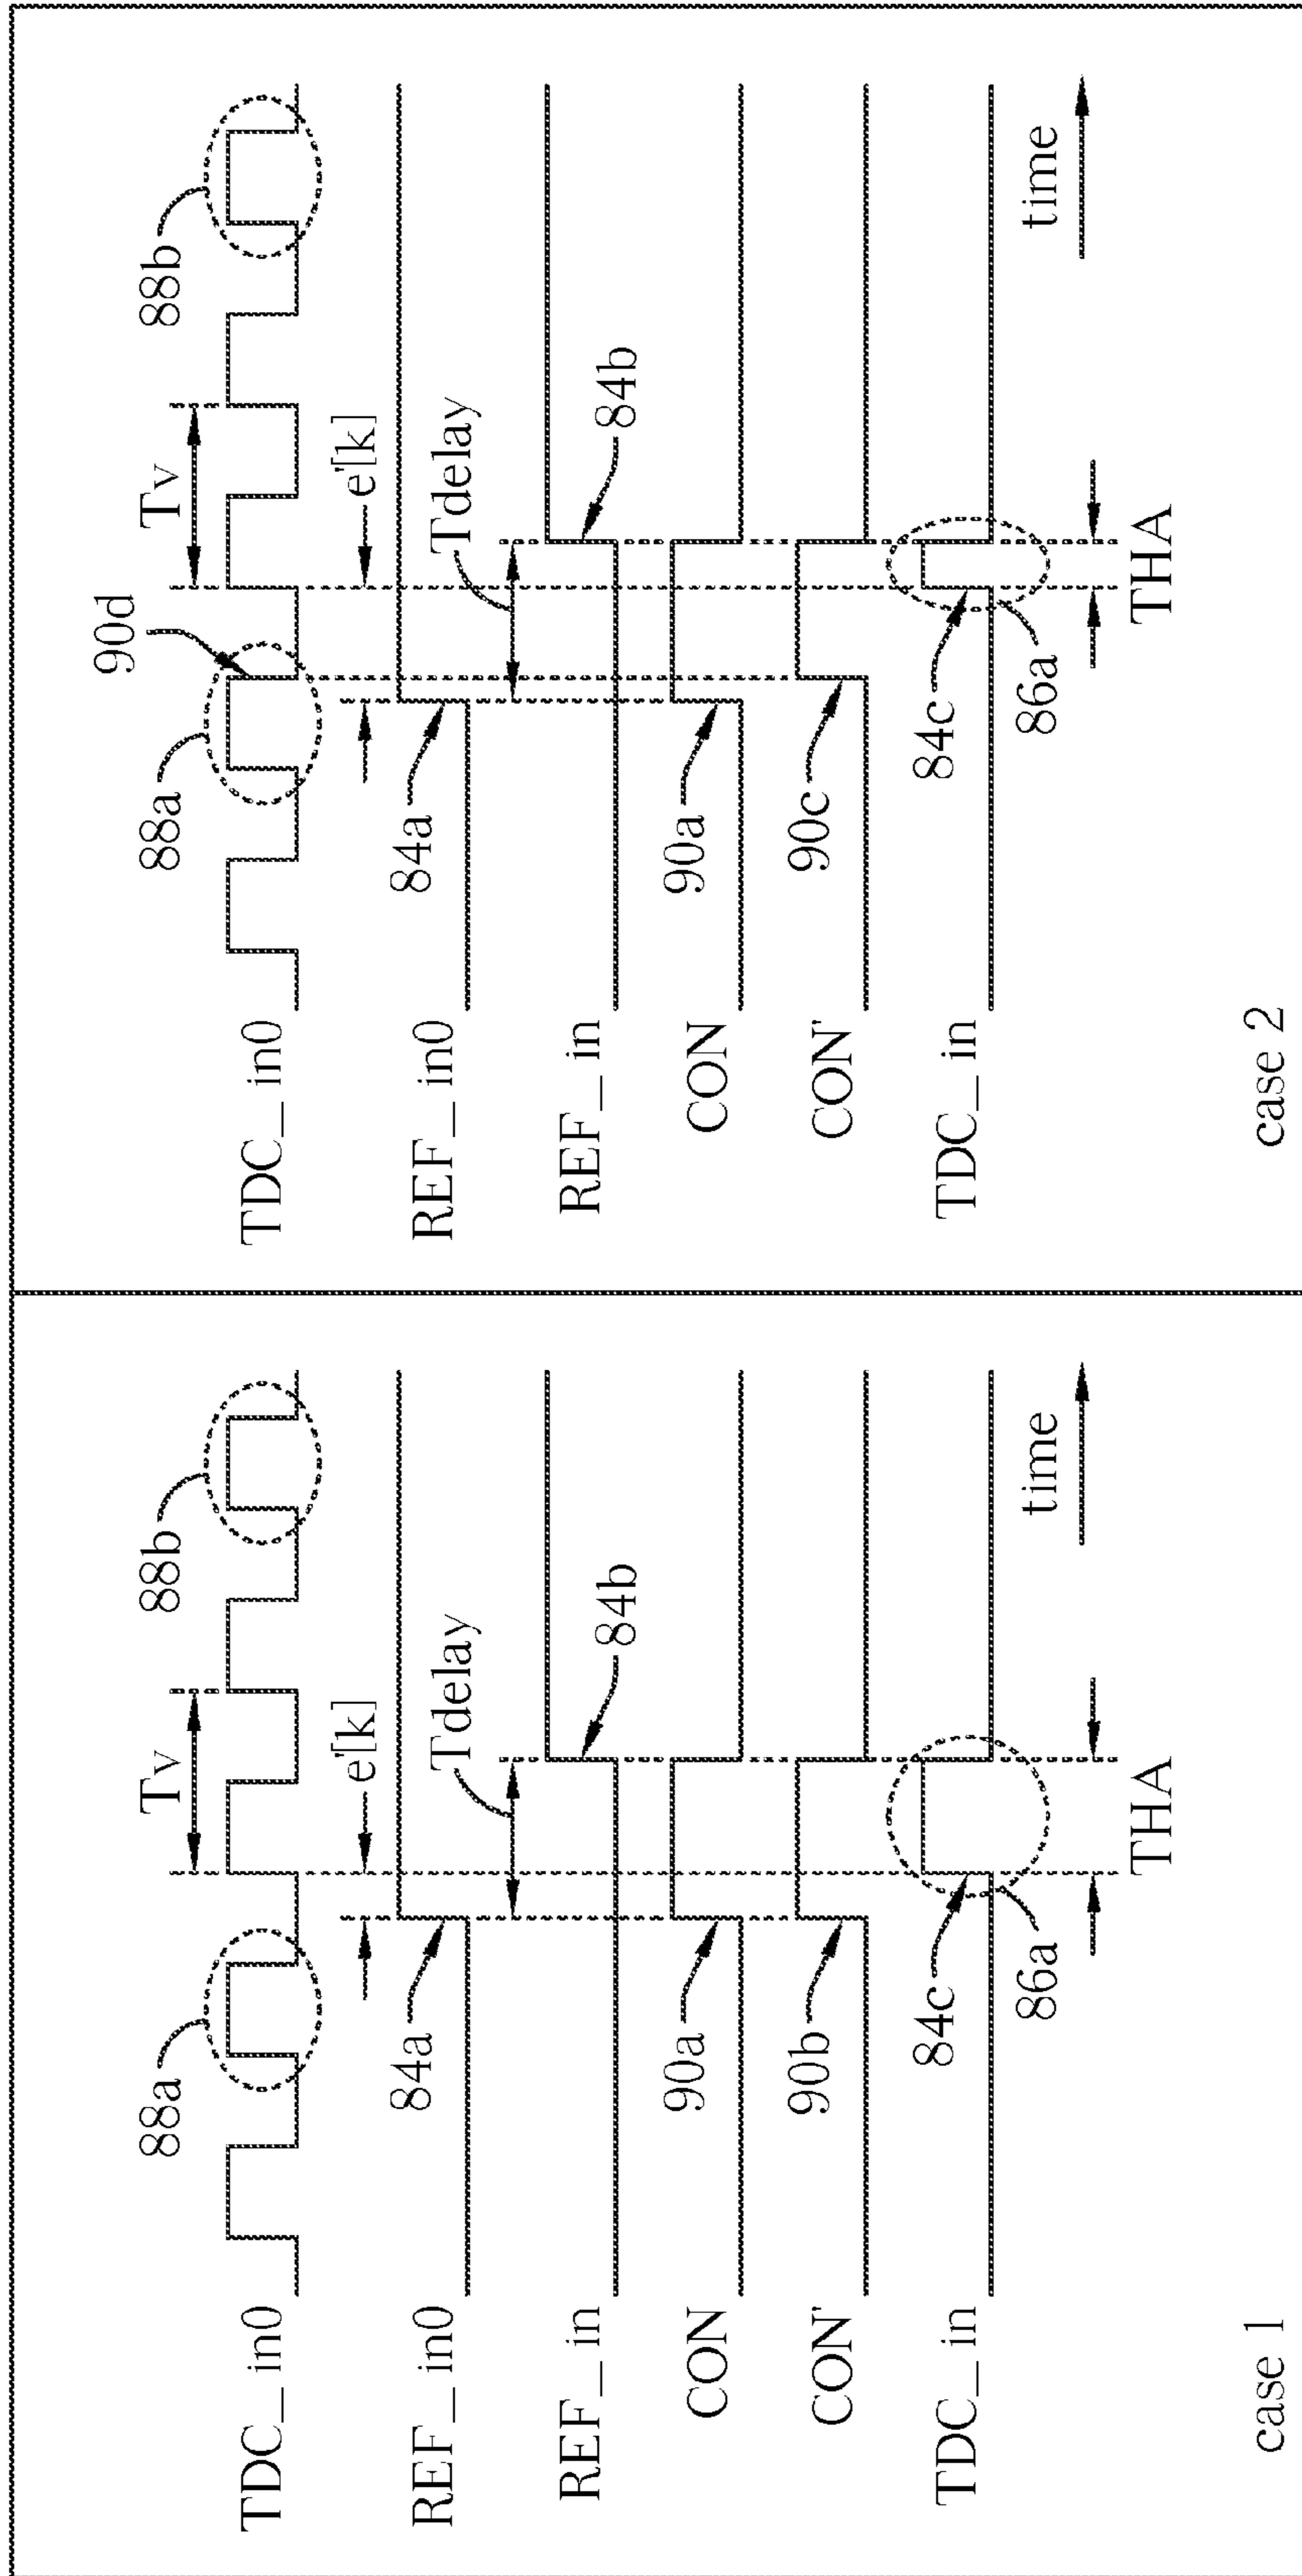 88a
Tv
88b
TDC_in0
e'[k]
REF_in0
84a
Tdelay
REF_in
84b
CON
90a
CON'
90b
TDC_in
84c
86a
THA
time
case 1
90d
88a
Tv
88b
TDC_in0
e'[k]
REF_in0
84a
Tdelay
REF_in
84b
CON
90a
CON'
90c
TDC_in
84c
86a
THA
time
case 2